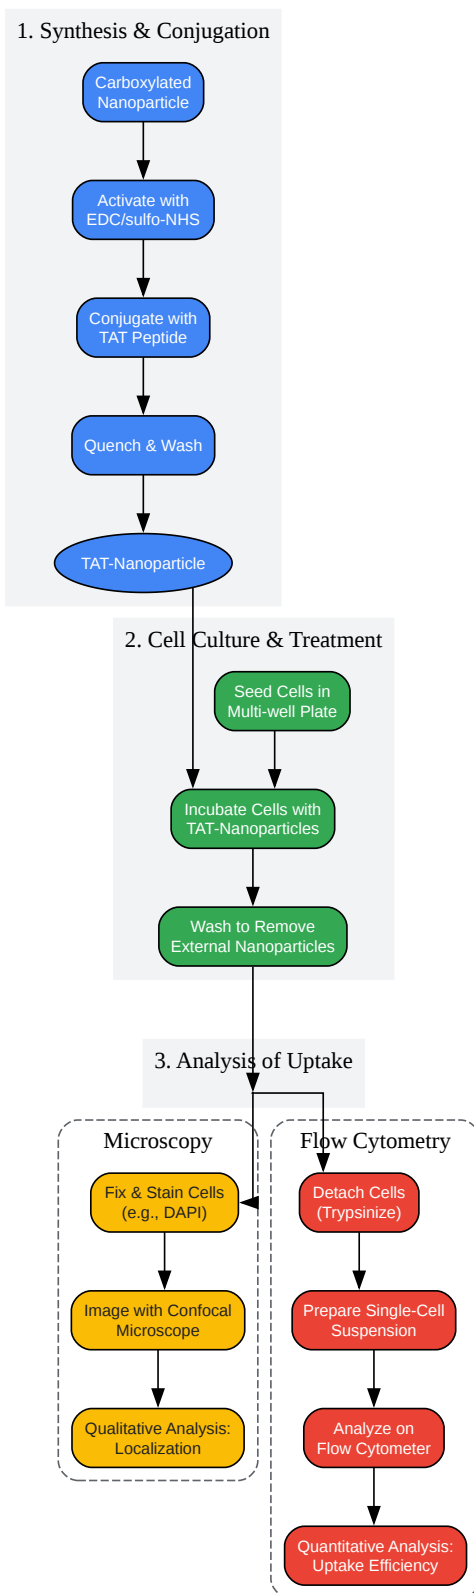 1. Synthesis & Conjugation
Carboxylated
Nanoparticle
Activate with
EDC/sulfo-NHS
Conjugate with
TAT Peptide
Quench & Wash
TAT-Nanoparticle
2. Cell Culture & Treatment
Seed Cells in
Multi-well Plate
Incubate Cells with
TAT-Nanoparticles
Wash to Remove
External Nanoparticles
3. Analysis of Uptake
Microscopy
Fix & Stain Cells
(e.g., DAPI)
Image with Confocal
Microscope
Qualitative Analysis:
Localization
Flow Cytometry
Detach Cells
(Trypsinize)
Prepare Single-Cell
Suspension
Analyze on
Flow Cytometer
Quantitative Analysis:
Uptake Efficiency